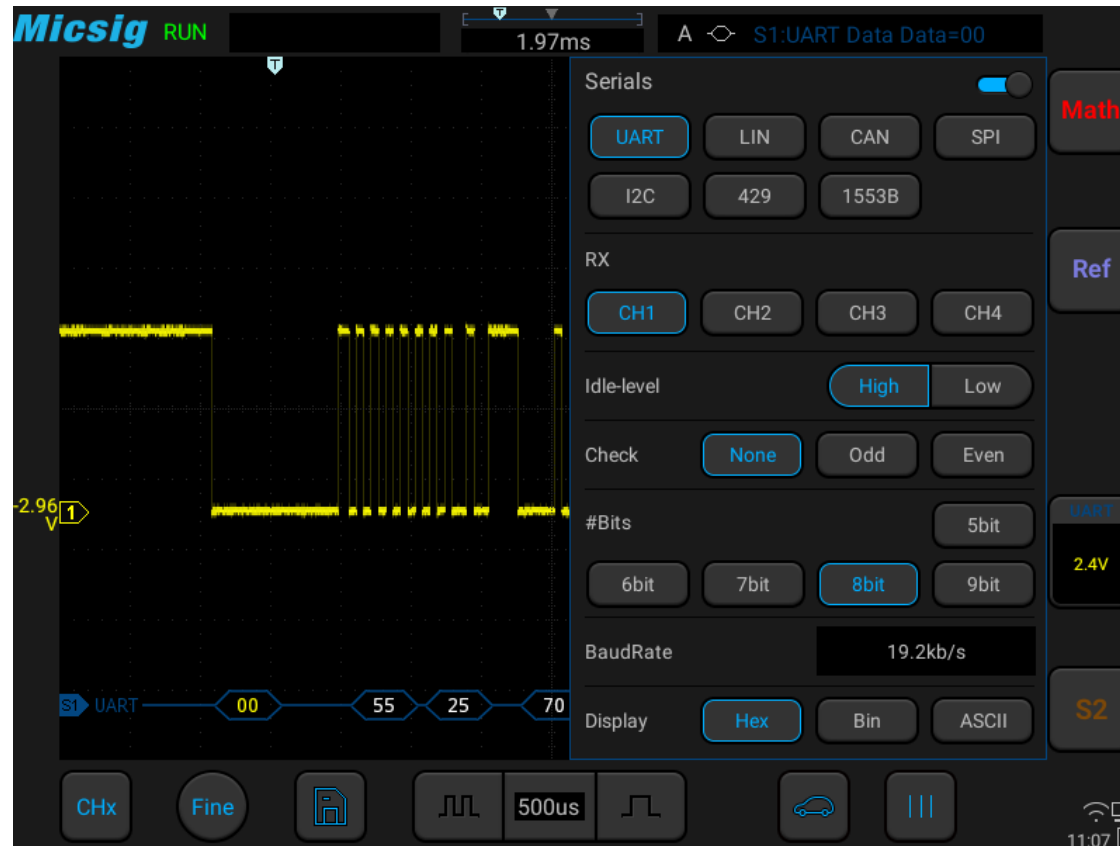 Micsig RUN
T
1.97ms
A S1:UART Data Data=00
T
Serials
UART LIN CAN SPI
I2C 429 1553B
Math
RX
CH1 CH2 CH3 CH4
Ref
Idle-level High Low
Check None Odd Even
-2.96
V
1
#Bits 5bit
6bit 7bit 8bit 9bit
UART
2.4V
BaudRate 19.2kb/s
S1 UART 00 55 25 70
Display Hex Bin ASCII
S2
CHx Fine 500us
11:07